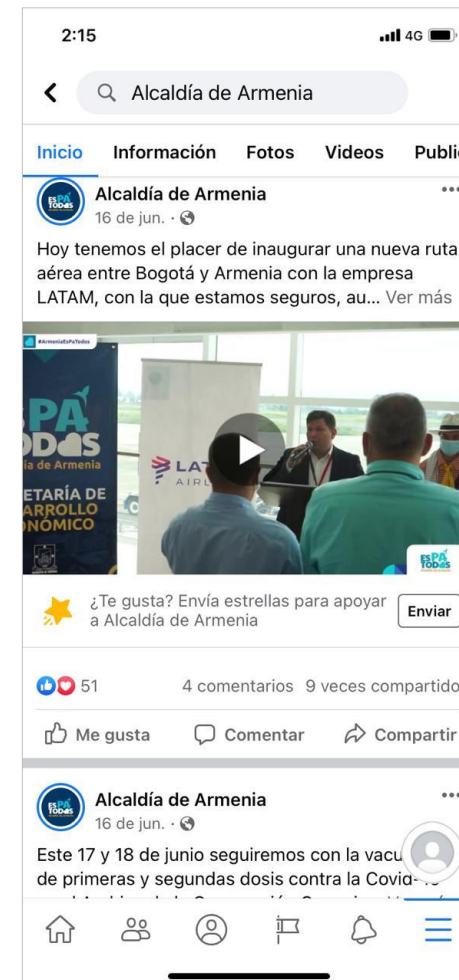 2:15
4G
Alcaldía de Armenia
Inicio Información Fotos Videos Publi
Alcaldía de Armenia
16 de jun.
Hoy tenemos el placer de inaugurar una nueva ruta
aérea entre Bogotá y Armenia con la empresa
LATAM, con la que estamos seguros, au... Ver más
#ArmeniaEsPaTodos
PA
ODOS
ía de Armenia
ETARÍA DE
ARROLLO
NÓMICO
LAT
AIRL
ES PA
TODOS
¿Te gusta? Envía estrellas para apoyar
a Alcaldía de Armenia
Enviar
51 4 comentarios 9 veces compartido
Me gusta Comentar Compartir
ES PA
TODOS
Alcaldía de Armenia
16 de jun.
Este 17 y 18 de junio seguiremos con la vacu
de primeras y segundas dosis contra la Covid-